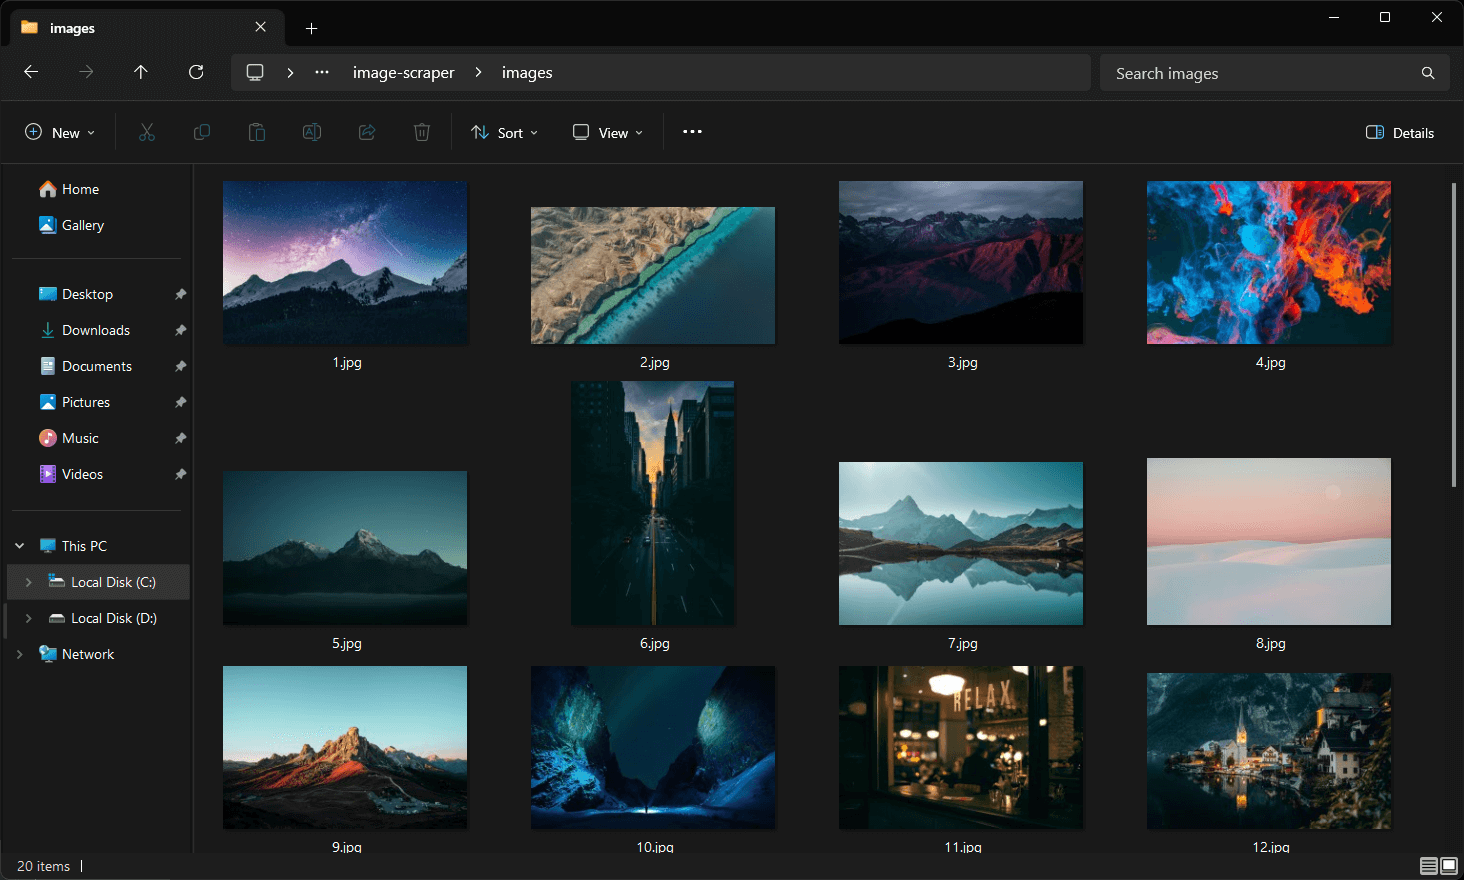 images
image-scraper
images
Search images
New
Sort
View
Details
Home
Gallery
Desktop
Downloads
Documents
Pictures
Music
Videos
This PC
Local Disk (C:)
Local Disk (D:)
Network
1.jpg
2.jpg
3.jpg
4.jpg
5.jpg
6.jpg
7.jpg
8.jpg
RELAX
9.jpg
10.jpg
11.jpg
12.jpg
20 items